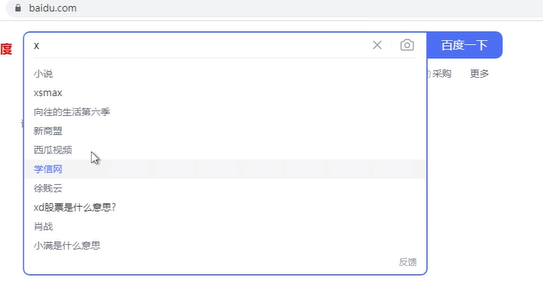 baidu.com
度
x
百度一下
采购 更多
小说
xsmax
向往的生活第六季
新商盟
西瓜视频
学信网
徐贱云
xd股票是什么意思?
肖战
小满是什么意思
反馈